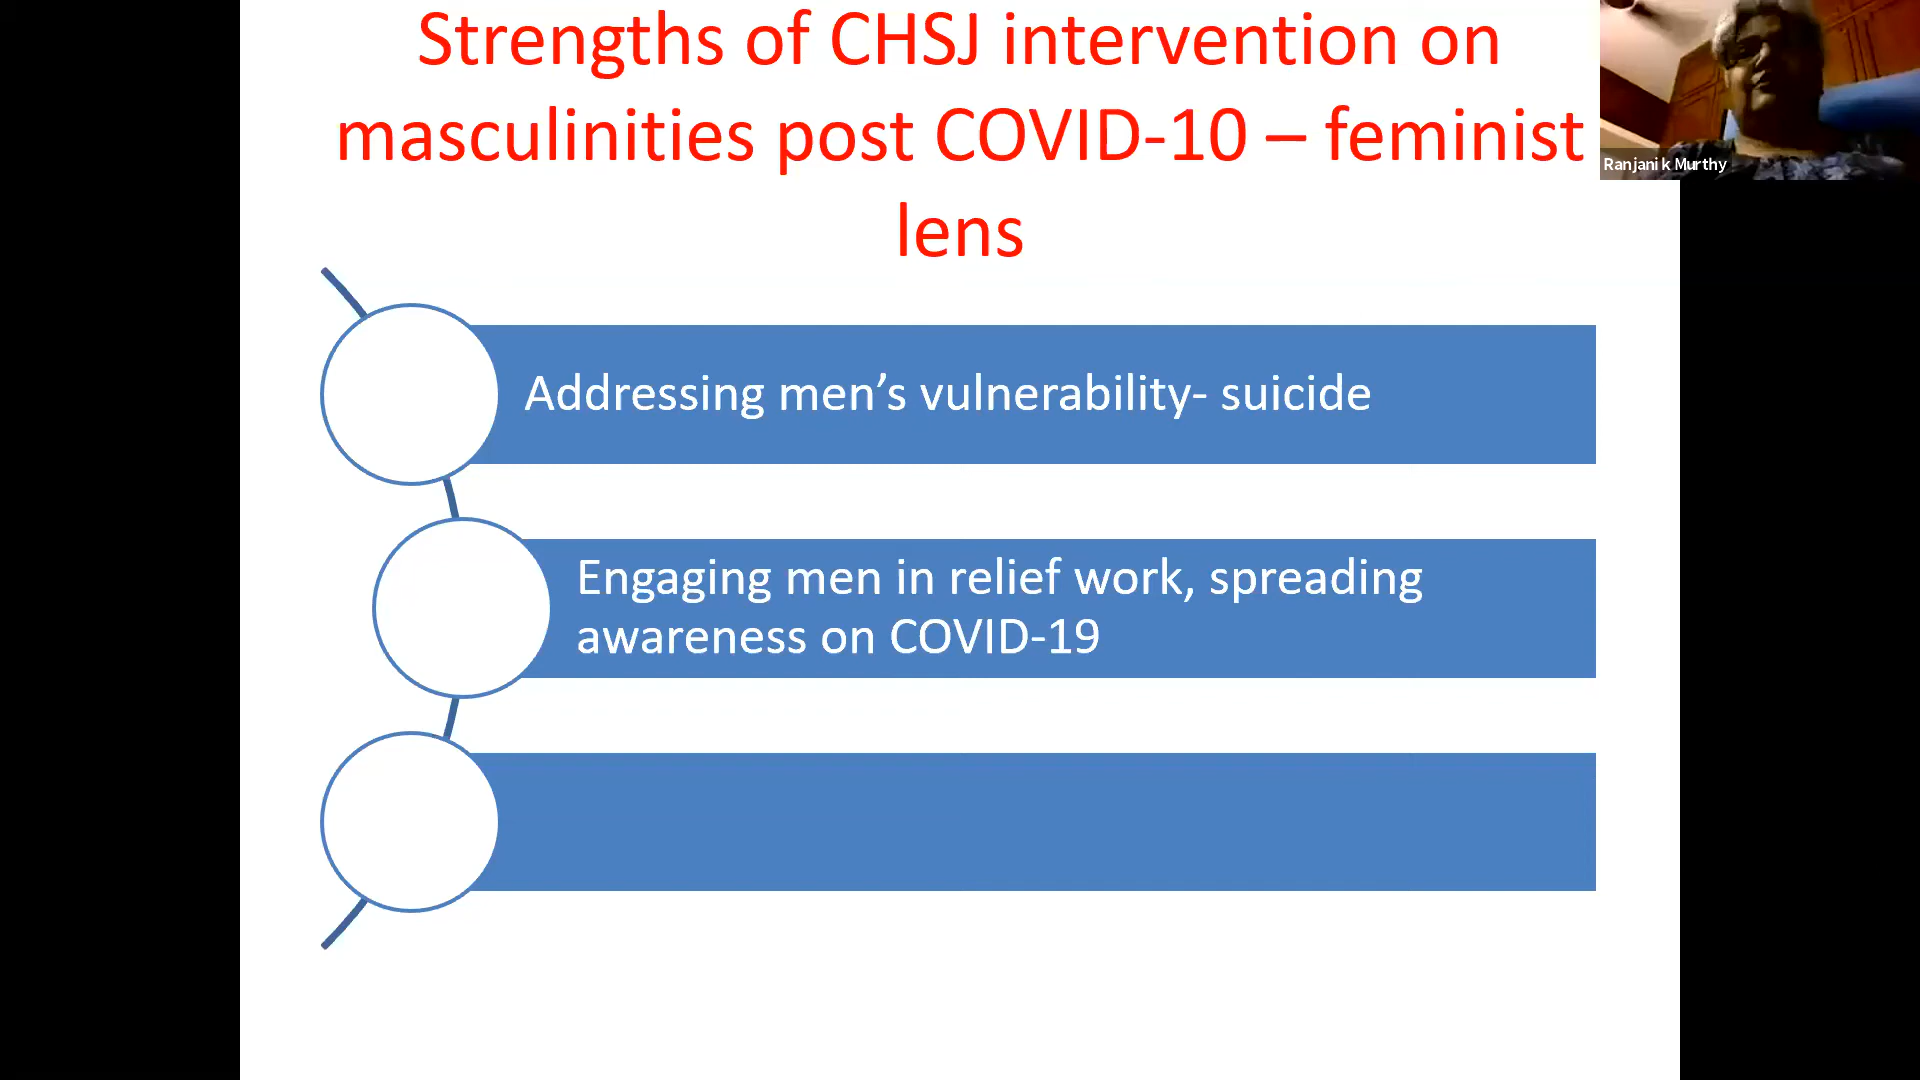 Strengths of CHSJ intervention on
masculinities post COVID-10 – feminist
lens
Ranjani k Murthy
Addressing men’s vulnerability- suicide
Engaging men in relief work, spreading
awareness on COVID-19